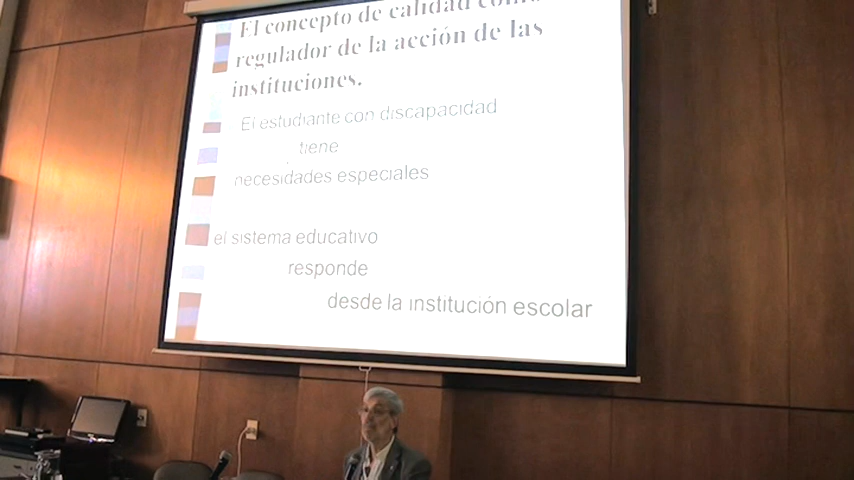 El concepto de calidad como
regulador de la acción de las
instituciones.
El estudiante con discapacidad
tiene
necesidades especiales
el sistema educativo
responde
desde la institución escolar